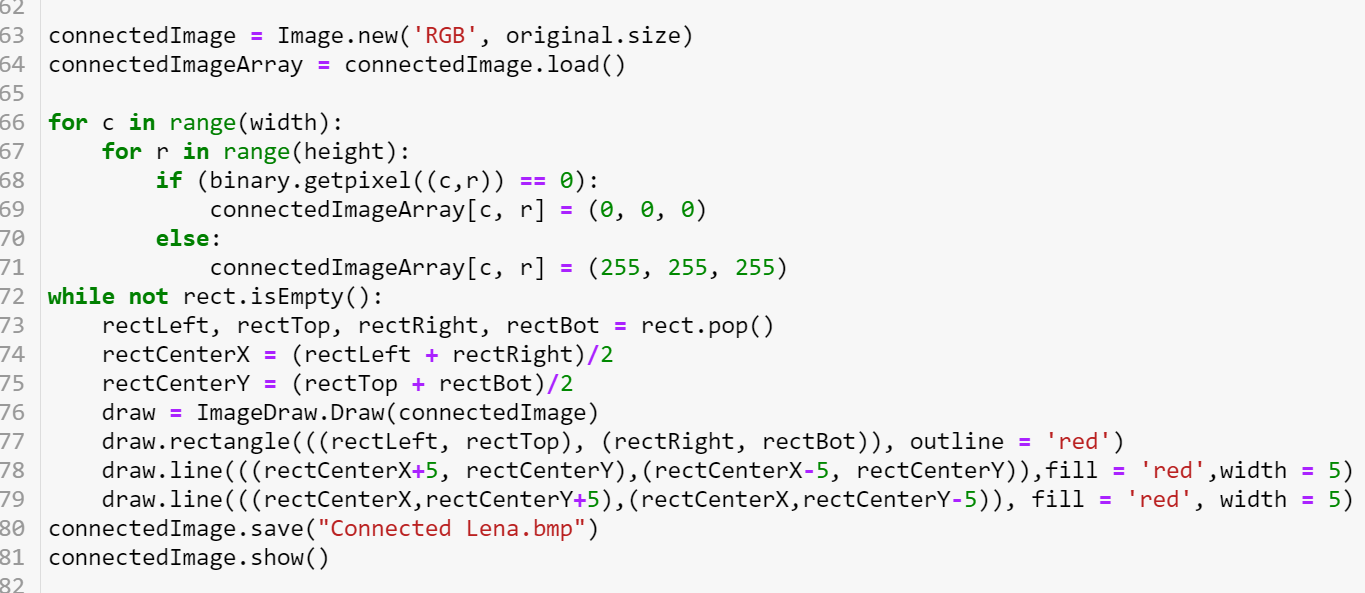 62
63 connectedImage = Image.new('RGB', original.size)
64 connectedImageArray = connectedImage.load()
65
66 for c in range(width):
67     for r in range(height):
68         if (binary.getpixel((c,r)) == 0):
69             connectedImageArray[c, r] = (0, 0, 0)
70         else:
71             connectedImageArray[c, r] = (255, 255, 255)
72 while not rect.isEmpty():
73     rectLeft, rectTop, rectRight, rectBot = rect.pop()
74     rectCenterX = (rectLeft + rectRight)/2
75     rectCenterY = (rectTop + rectBot)/2
76     draw = ImageDraw.Draw(connectedImage)
77     draw.rectangle(((rectLeft, rectTop), (rectRight, rectBot)), outline = 'red')
78     draw.line(((rectCenterX+5, rectCenterY),(rectCenterX-5, rectCenterY)),fill = 'red',width = 5)
79     draw.line(((rectCenterX,rectCenterY+5),(rectCenterX,rectCenterY-5)), fill = 'red', width = 5)
80 connectedImage.save("Connected Lena.bmp")
81 connectedImage.show()
82